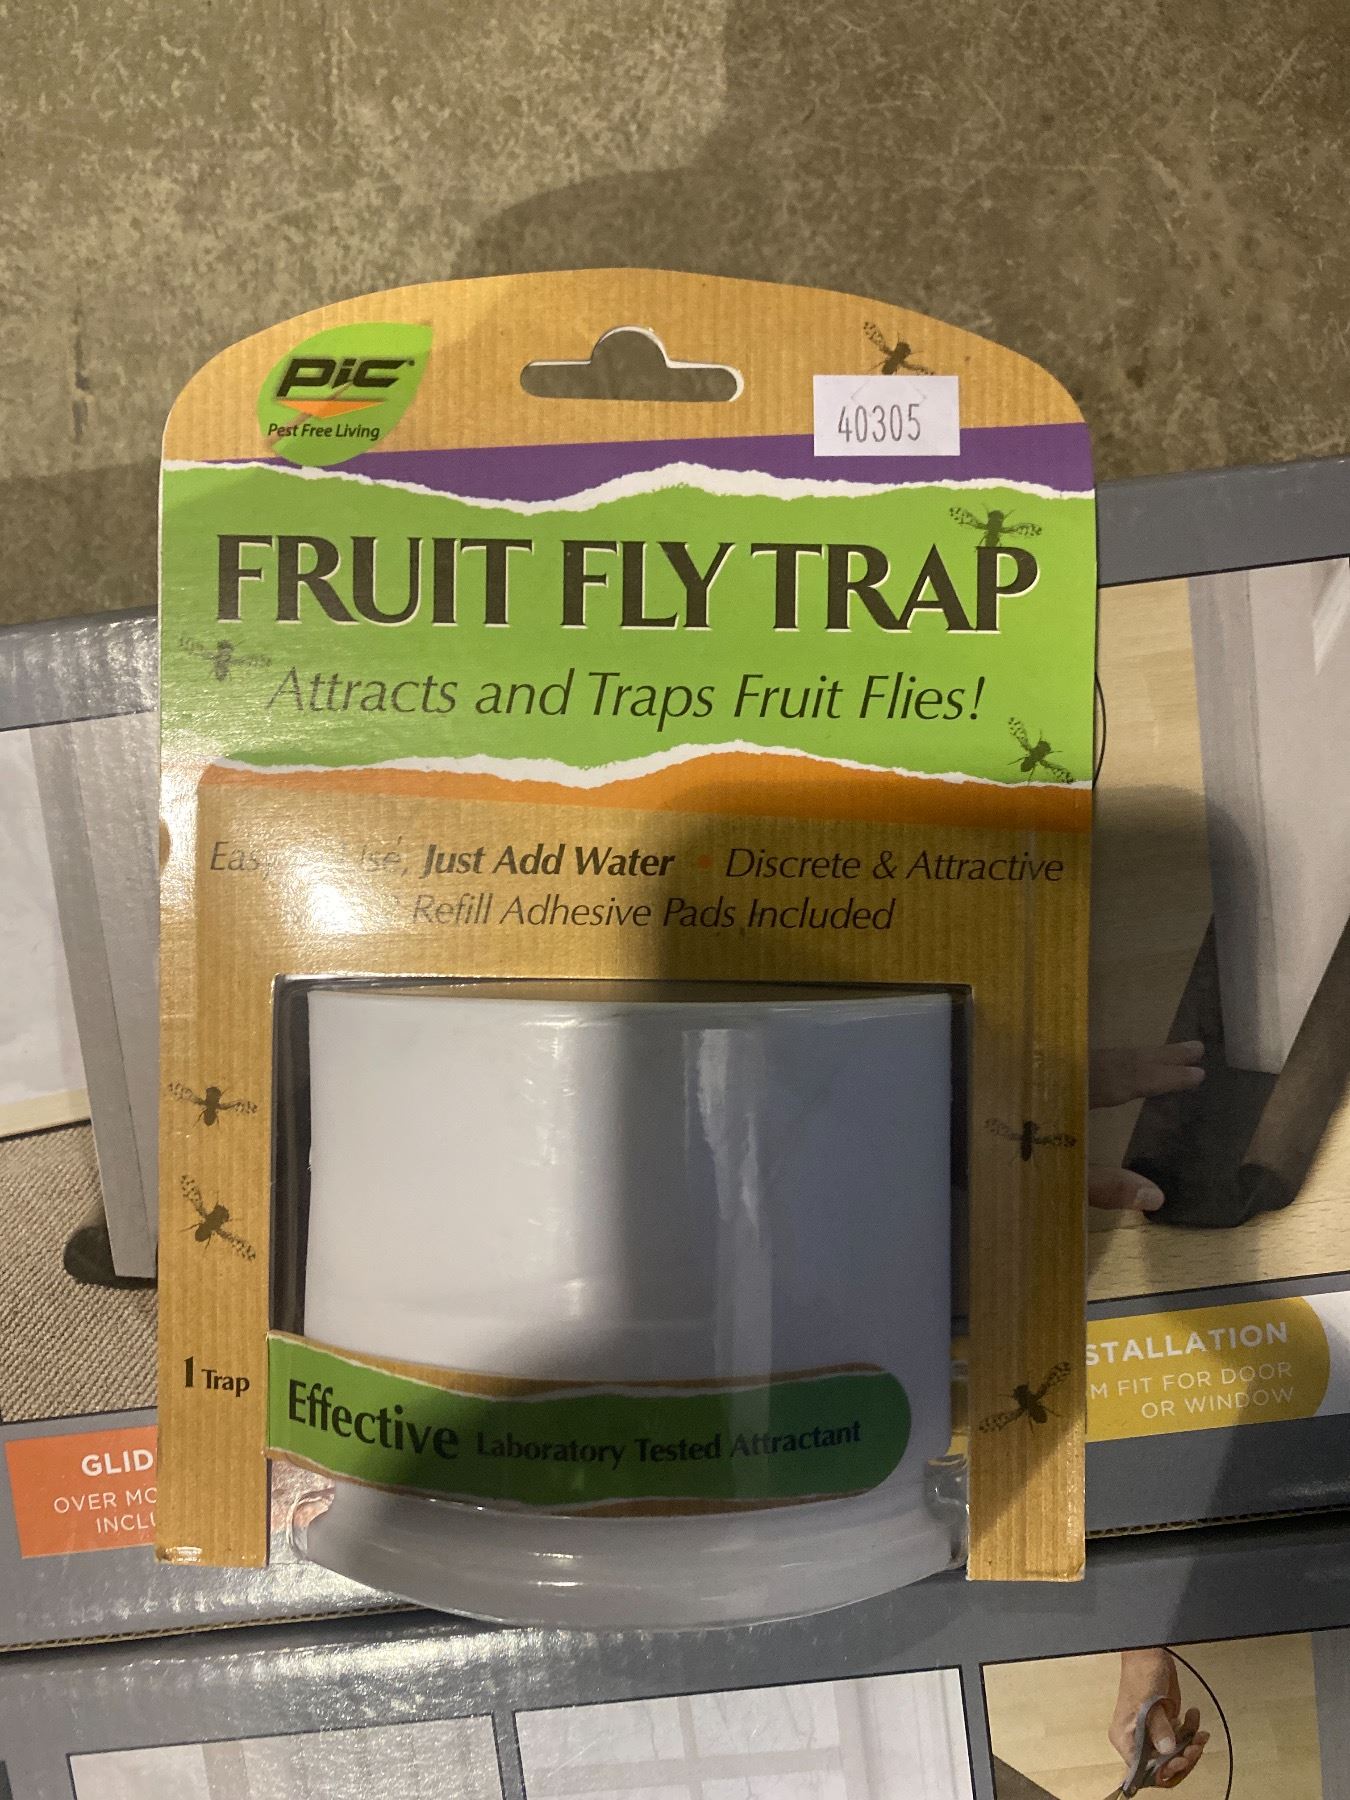 PiC
Pest Free Living
40305
FRUIT FLY TRAP
Attracts and Traps Fruit Flies!
Just Add Water • Discrete & Attractive
Refill Adhesive Pads Included
1 Trap
Effective Laboratory Tested Attractant
STALLATION
M FIT FOR DOOR
OR WINDOW
GLID
OVER MO
INCLU